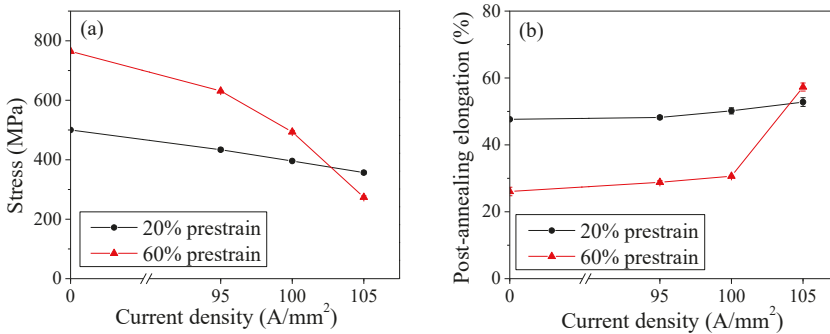 (a)
Stress (MPa)
800
600
400
200
0
20% prestrain
60% prestrain
0
95
100
105
Current density (A/mm²)
(b)
Post-annealing elongation (%)
80
60
40
20
0
20% prestrain
60% prestrain
0
95
100
105
Current density (A/mm²)